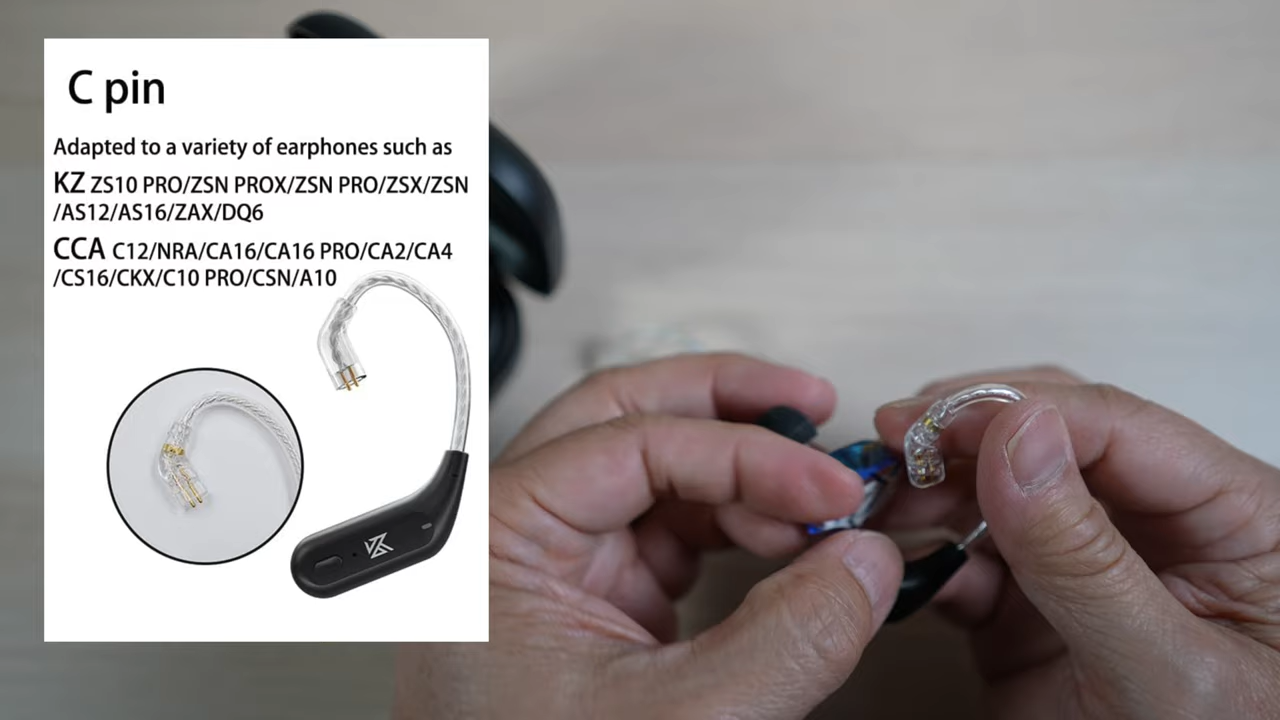 C pin
Adapted to a variety of earphones such as
KZ ZS10 PRO/ZSN PROX/ZSN PRO/ZSX/ZSN
/AS12/AS16/ZAX/DQ6
CCA C12/NRA/CA16/CA16 PRO/CA2/CA4
/CS16/CKX/C10 PRO/CSN/A10
KZ